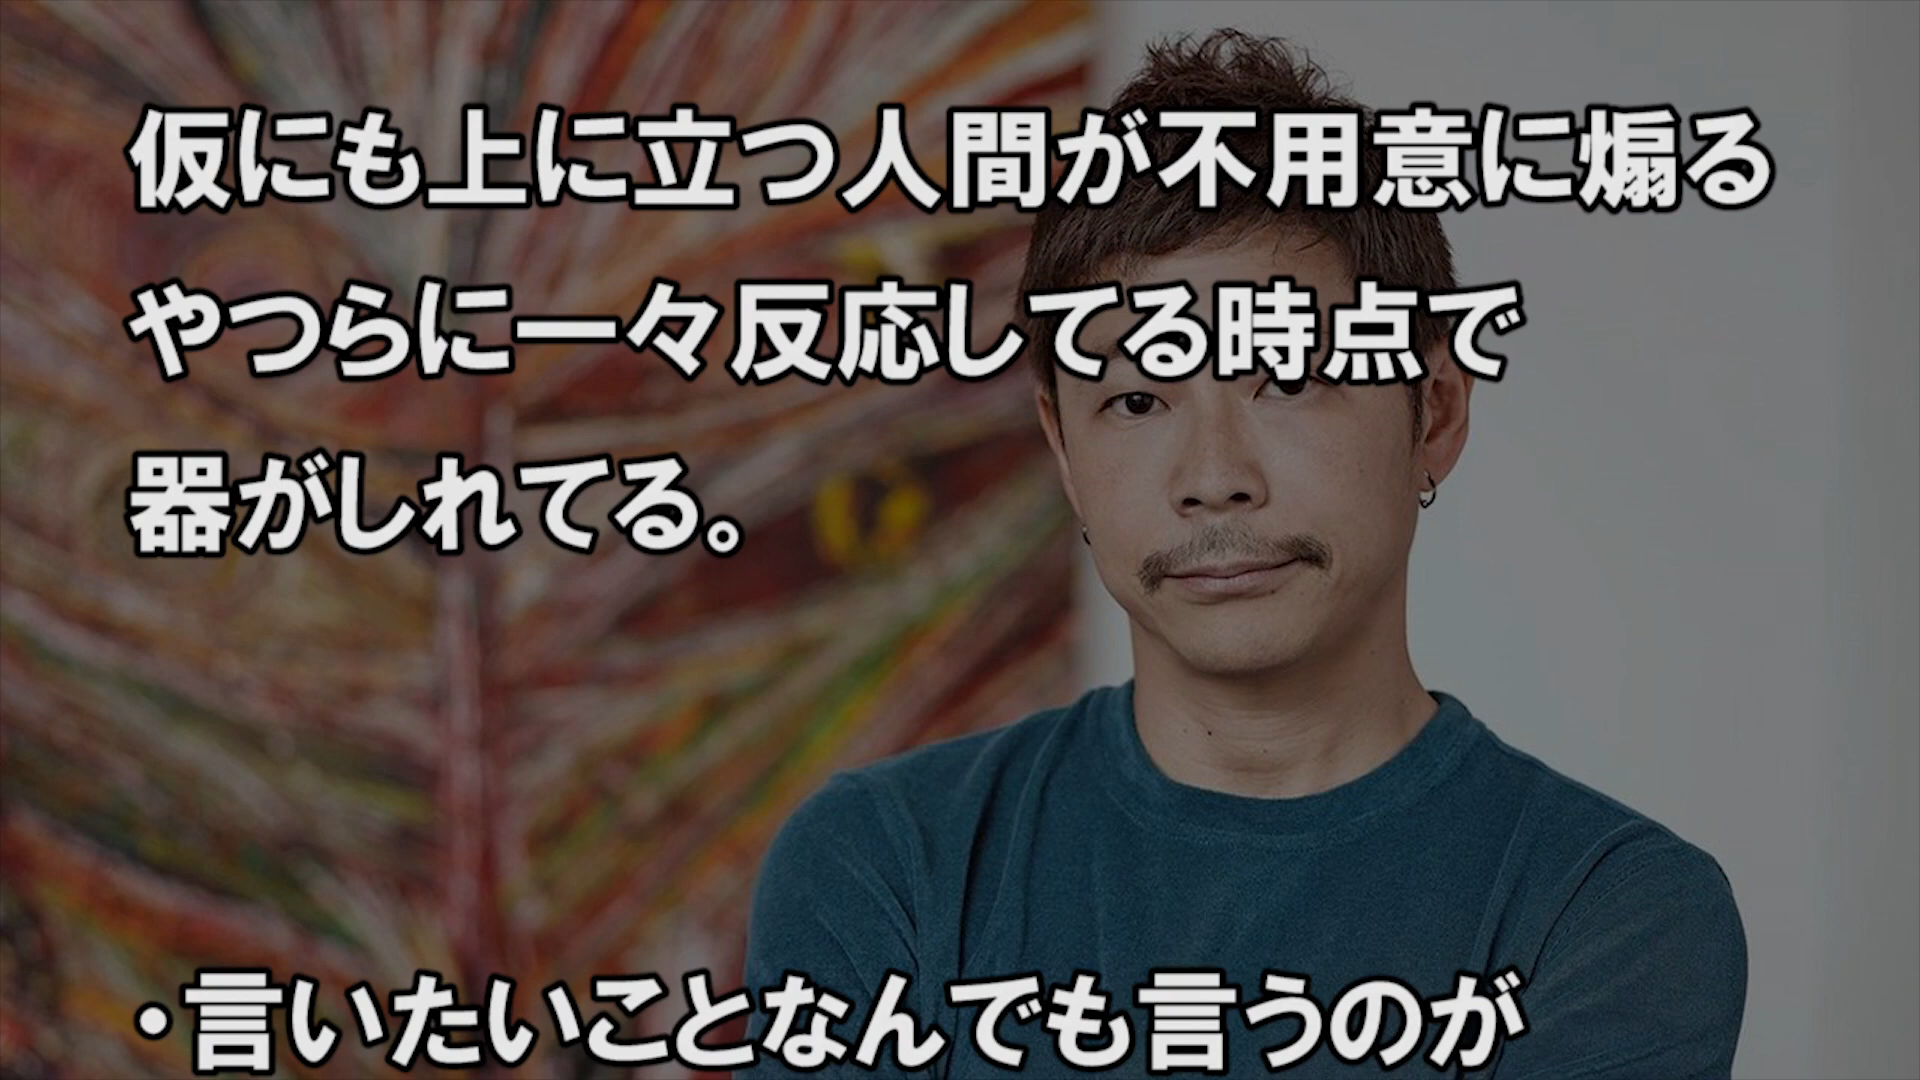 仮にも上に立つ人間が不用意に煽る
やつらに一々反応してる時点で
器がしれてる。
・言いたいことなんでも言うのが